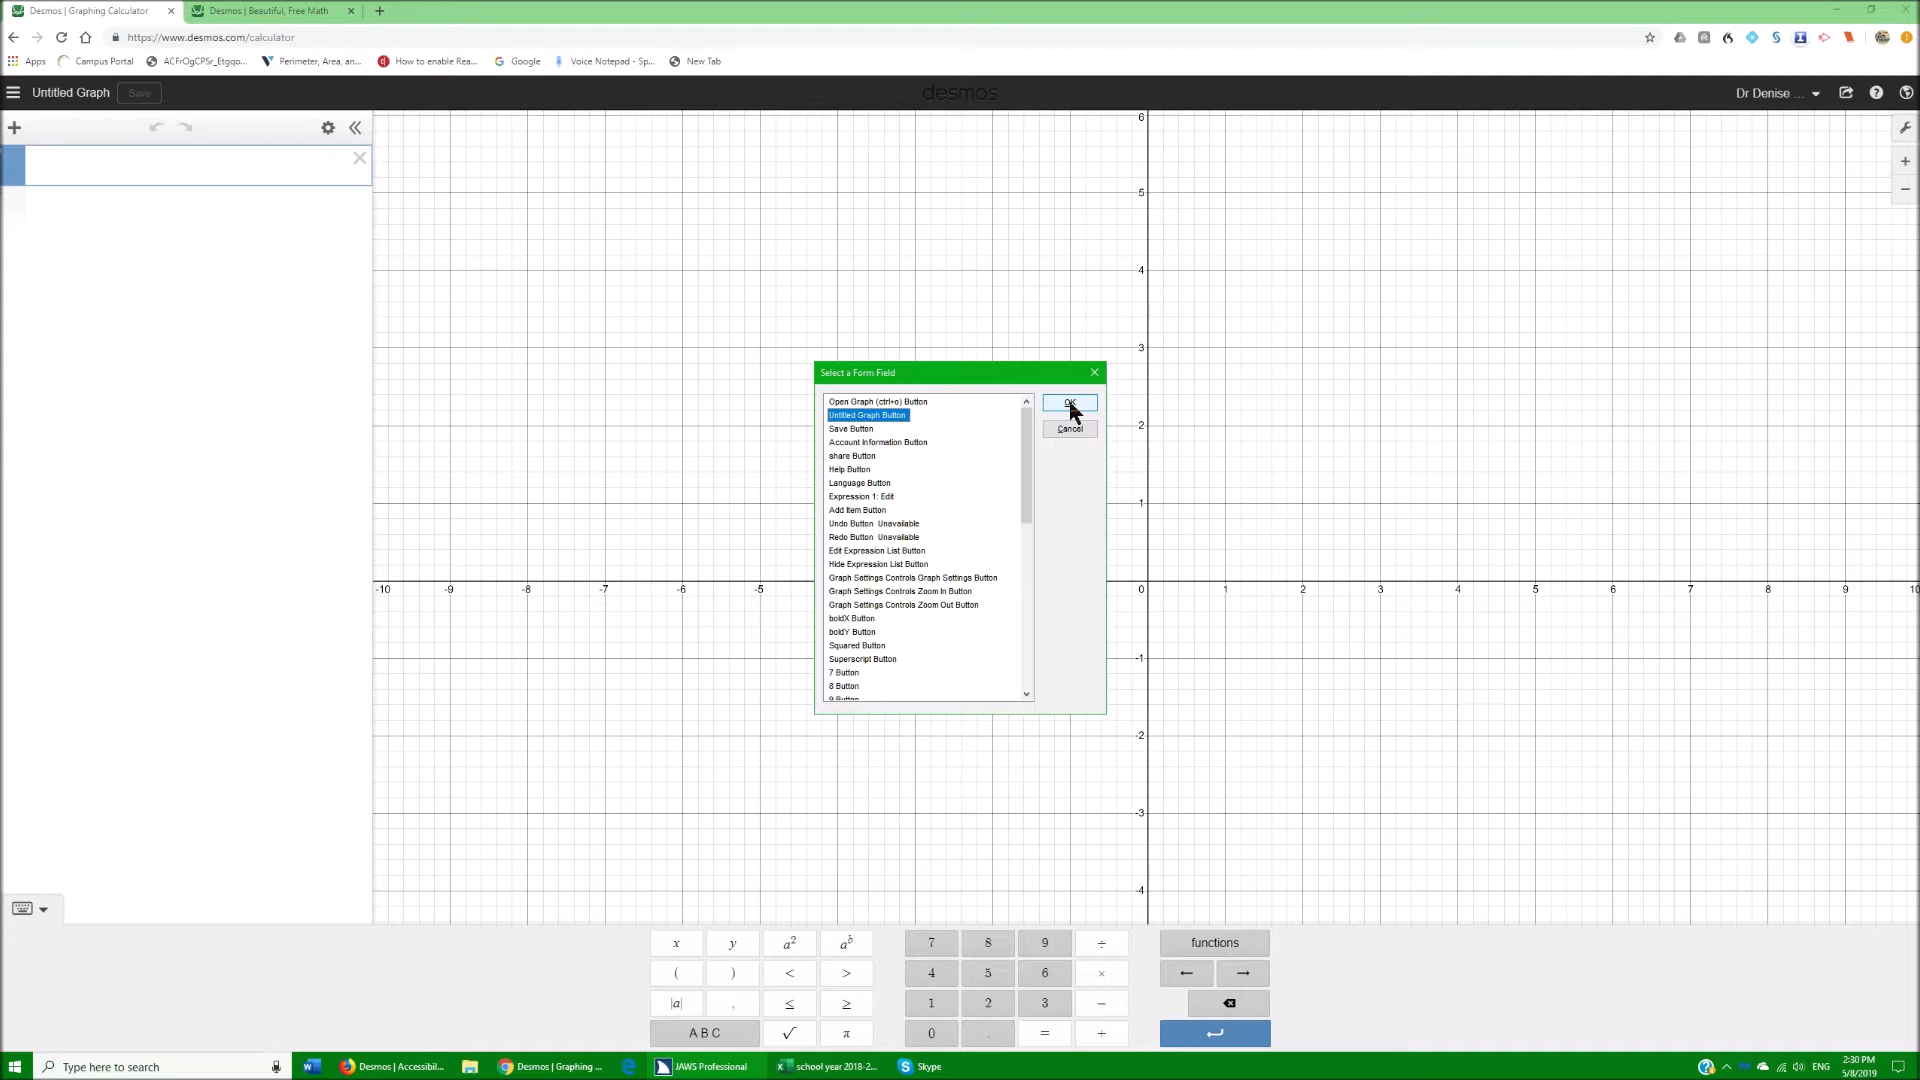 Desmos | Graphing Calculator
Desmos | Beautiful, Free Math
https://www.desmos.com/calculator
Apps
Campus Portal
ACFrOgCPSr_Etgqo...
Perimeter, Area, an...
How to enable Rea...
Google
Voice Notepad - Sp...
New Tab
Untitled Graph
Save
desmos
Dr Denise ...
6
5
4
3
2
1
-10 -9 -8 -7 -6 -5 0 1 2 3 4 5 6 7 8 9 10
-1
-2
-3
-4
Select a Form Field
Open Graph (ctrl+o) Button
Untitled Graph Button
Save Button
Account Information Button
share Button
Help Button
Language Button
Expression 1: Edit
Add Item Button
Undo Button Unavailable
Redo Button Unavailable
Edit Expression List Button
Hide Expression List Button
Graph Settings Controls Graph Settings Button
Graph Settings Controls Zoom In Button
Graph Settings Controls Zoom Out Button
boldX Button
boldY Button
Squared Button
Superscript Button
7 Button
8 Button
9 Button
OK
Cancel
x y a² aᵇ 7 8 9 ÷ functions
( ) < > 4 5 6 × ← →
|a| , ≤ ≥ 1 2 3 −
A B C √ π 0 . = +
Type here to search
Desmos | Accessibil...
Desmos | Graphing ...
JAWS Professional
school year 2018-2...
Skype
ENG
2:30 PM
5/8/2019